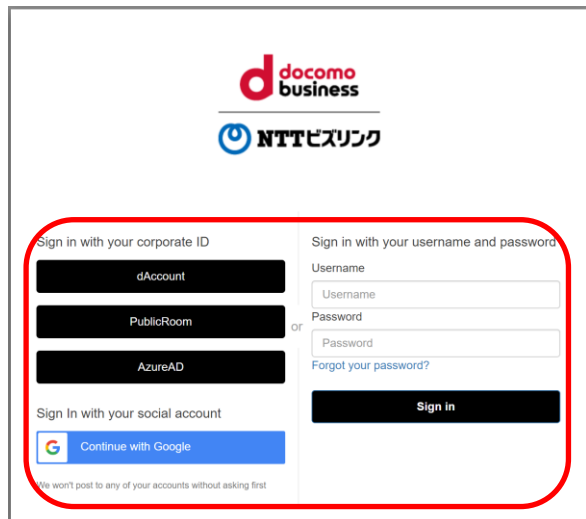 docomo
business
NTTビズリンク
Sign in with your corporate ID
dAccount
PublicRoom
AzureAD
Sign In with your social account
Continue with Google
We won't post to any of your accounts without asking first
or
Sign in with your username and password
Username
Username
Password
Password
Forgot your password?
Sign in